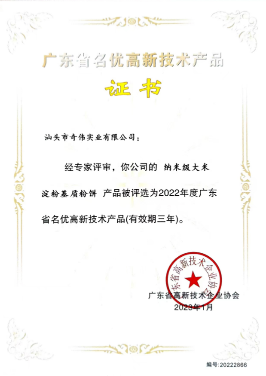 广东省名优高新技术产品
证书
汕头市奇伟实业有限公司：
经专家评审，你公司的 纳米级大米
淀粉基质粉饼 产品被评选为2022年度广东
省名优高新技术产品(有效期三年)。
广东省高新技术企业协会
广东省高新技术企业协会
2023年1月
编号:20222866